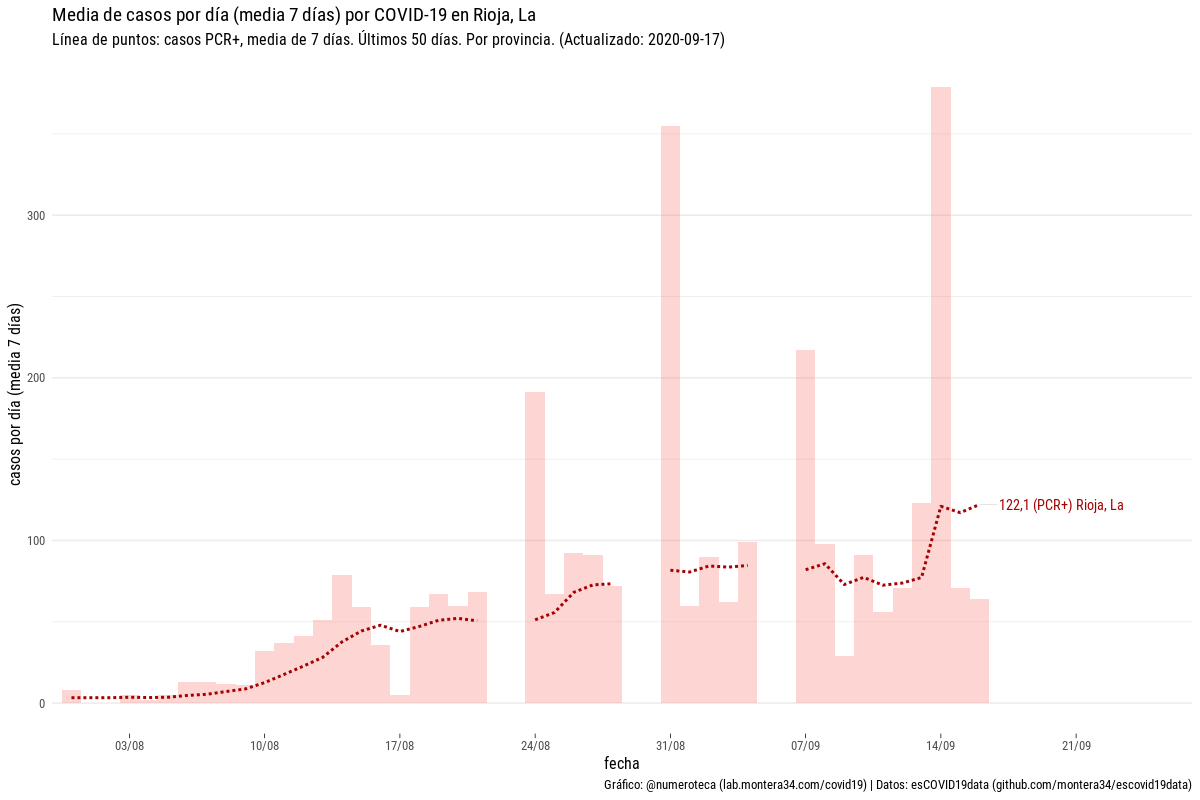 Media de casos por día (media 7 días) por COVID-19 en Rioja, La
Línea de puntos: casos PCR+, media de 7 días. Últimos 50 días. Por provincia. (Actualizado: 2020-09-17)
casos por día (media 7 días)
300
200
100
0
122,1 (PCR+) Rioja, La
03/08
10/08
17/08
24/08
31/08
07/09
14/09
21/09
fecha
Gráfico: @numeroteca (lab.montera34.com/covid19) | Datos: esCOVID19data (github.com/montera34/escovid19data)